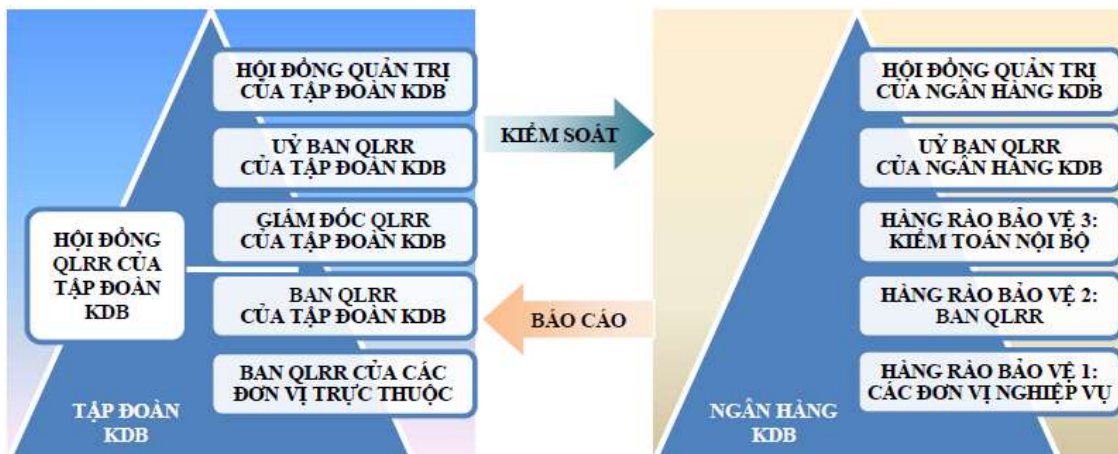 HỘI ĐỒNG QUẢN TRỊ
CỦA TẬP ĐOÀN KDB
UỶ BAN QLRR
CỦA TẬP ĐOÀN KDB
GIÁM ĐỐC QLRR
CỦA TẬP ĐOÀN KDB
HỘI ĐỒNG
QLRR CỦA
TẬP ĐOÀN
KDB
BAN QLRR
CỦA TẬP ĐOÀN KDB
BAN QLRR CỦA CÁC
ĐƠN VỊ TRỰC THUỘC
TẬP ĐOÀN
KDB
KIỂM SOÁT
BÁO CÁO
HỘI ĐỒNG QUẢN TRỊ
CỦA NGÂN HÀNG KDB
UỶ BAN QLRR
CỦA NGÂN HÀNG KDB
HÀNG RÀO BẢO VỆ 3:
KIỂM TOÁN NỘI BỘ
HÀNG RÀO BẢO VỆ 2:
BAN QLRR
HÀNG RÀO BẢO VỆ 1:
CÁC ĐƠN VỊ NGHIỆP VỤ
NGÂN HÀNG
KDB